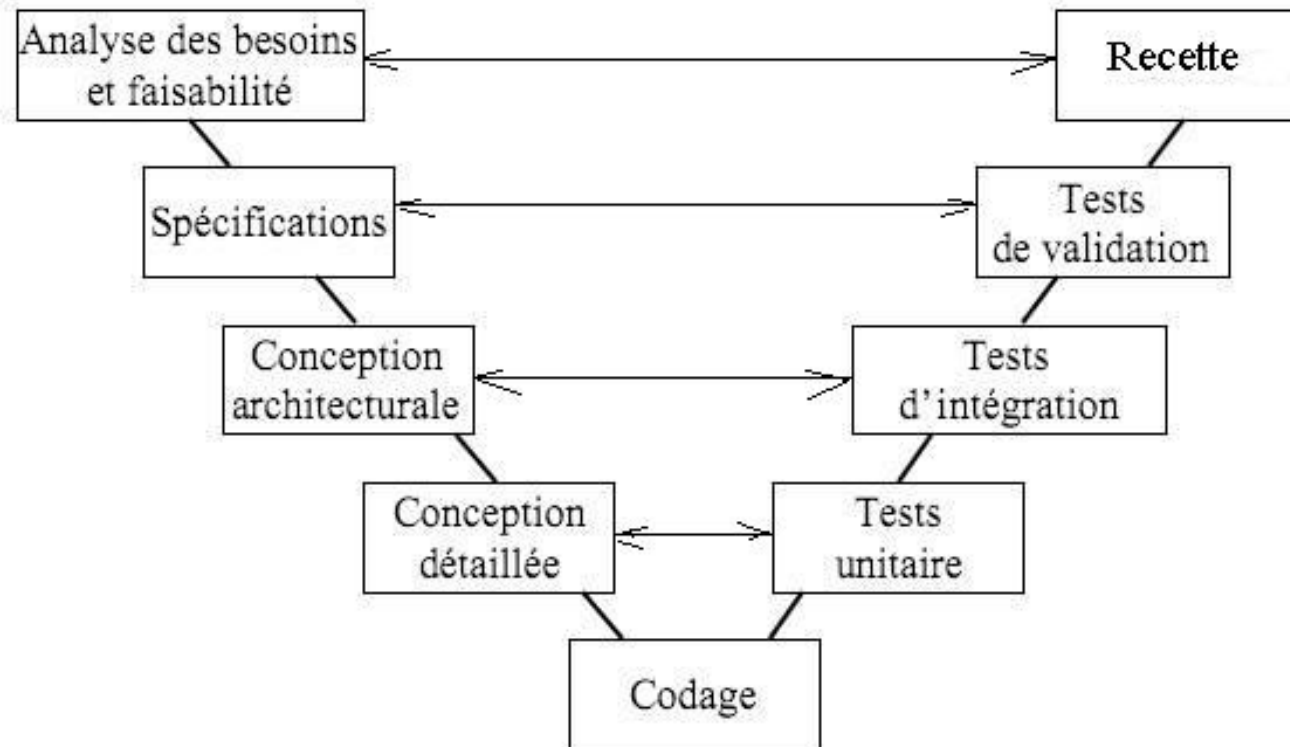 Analyse des besoins
et faisabilité
Recette
Spécifications
Tests
de validation
Conception
architecturale
Tests
d'intégration
Conception
détaillée
Tests
unitaire
Codage